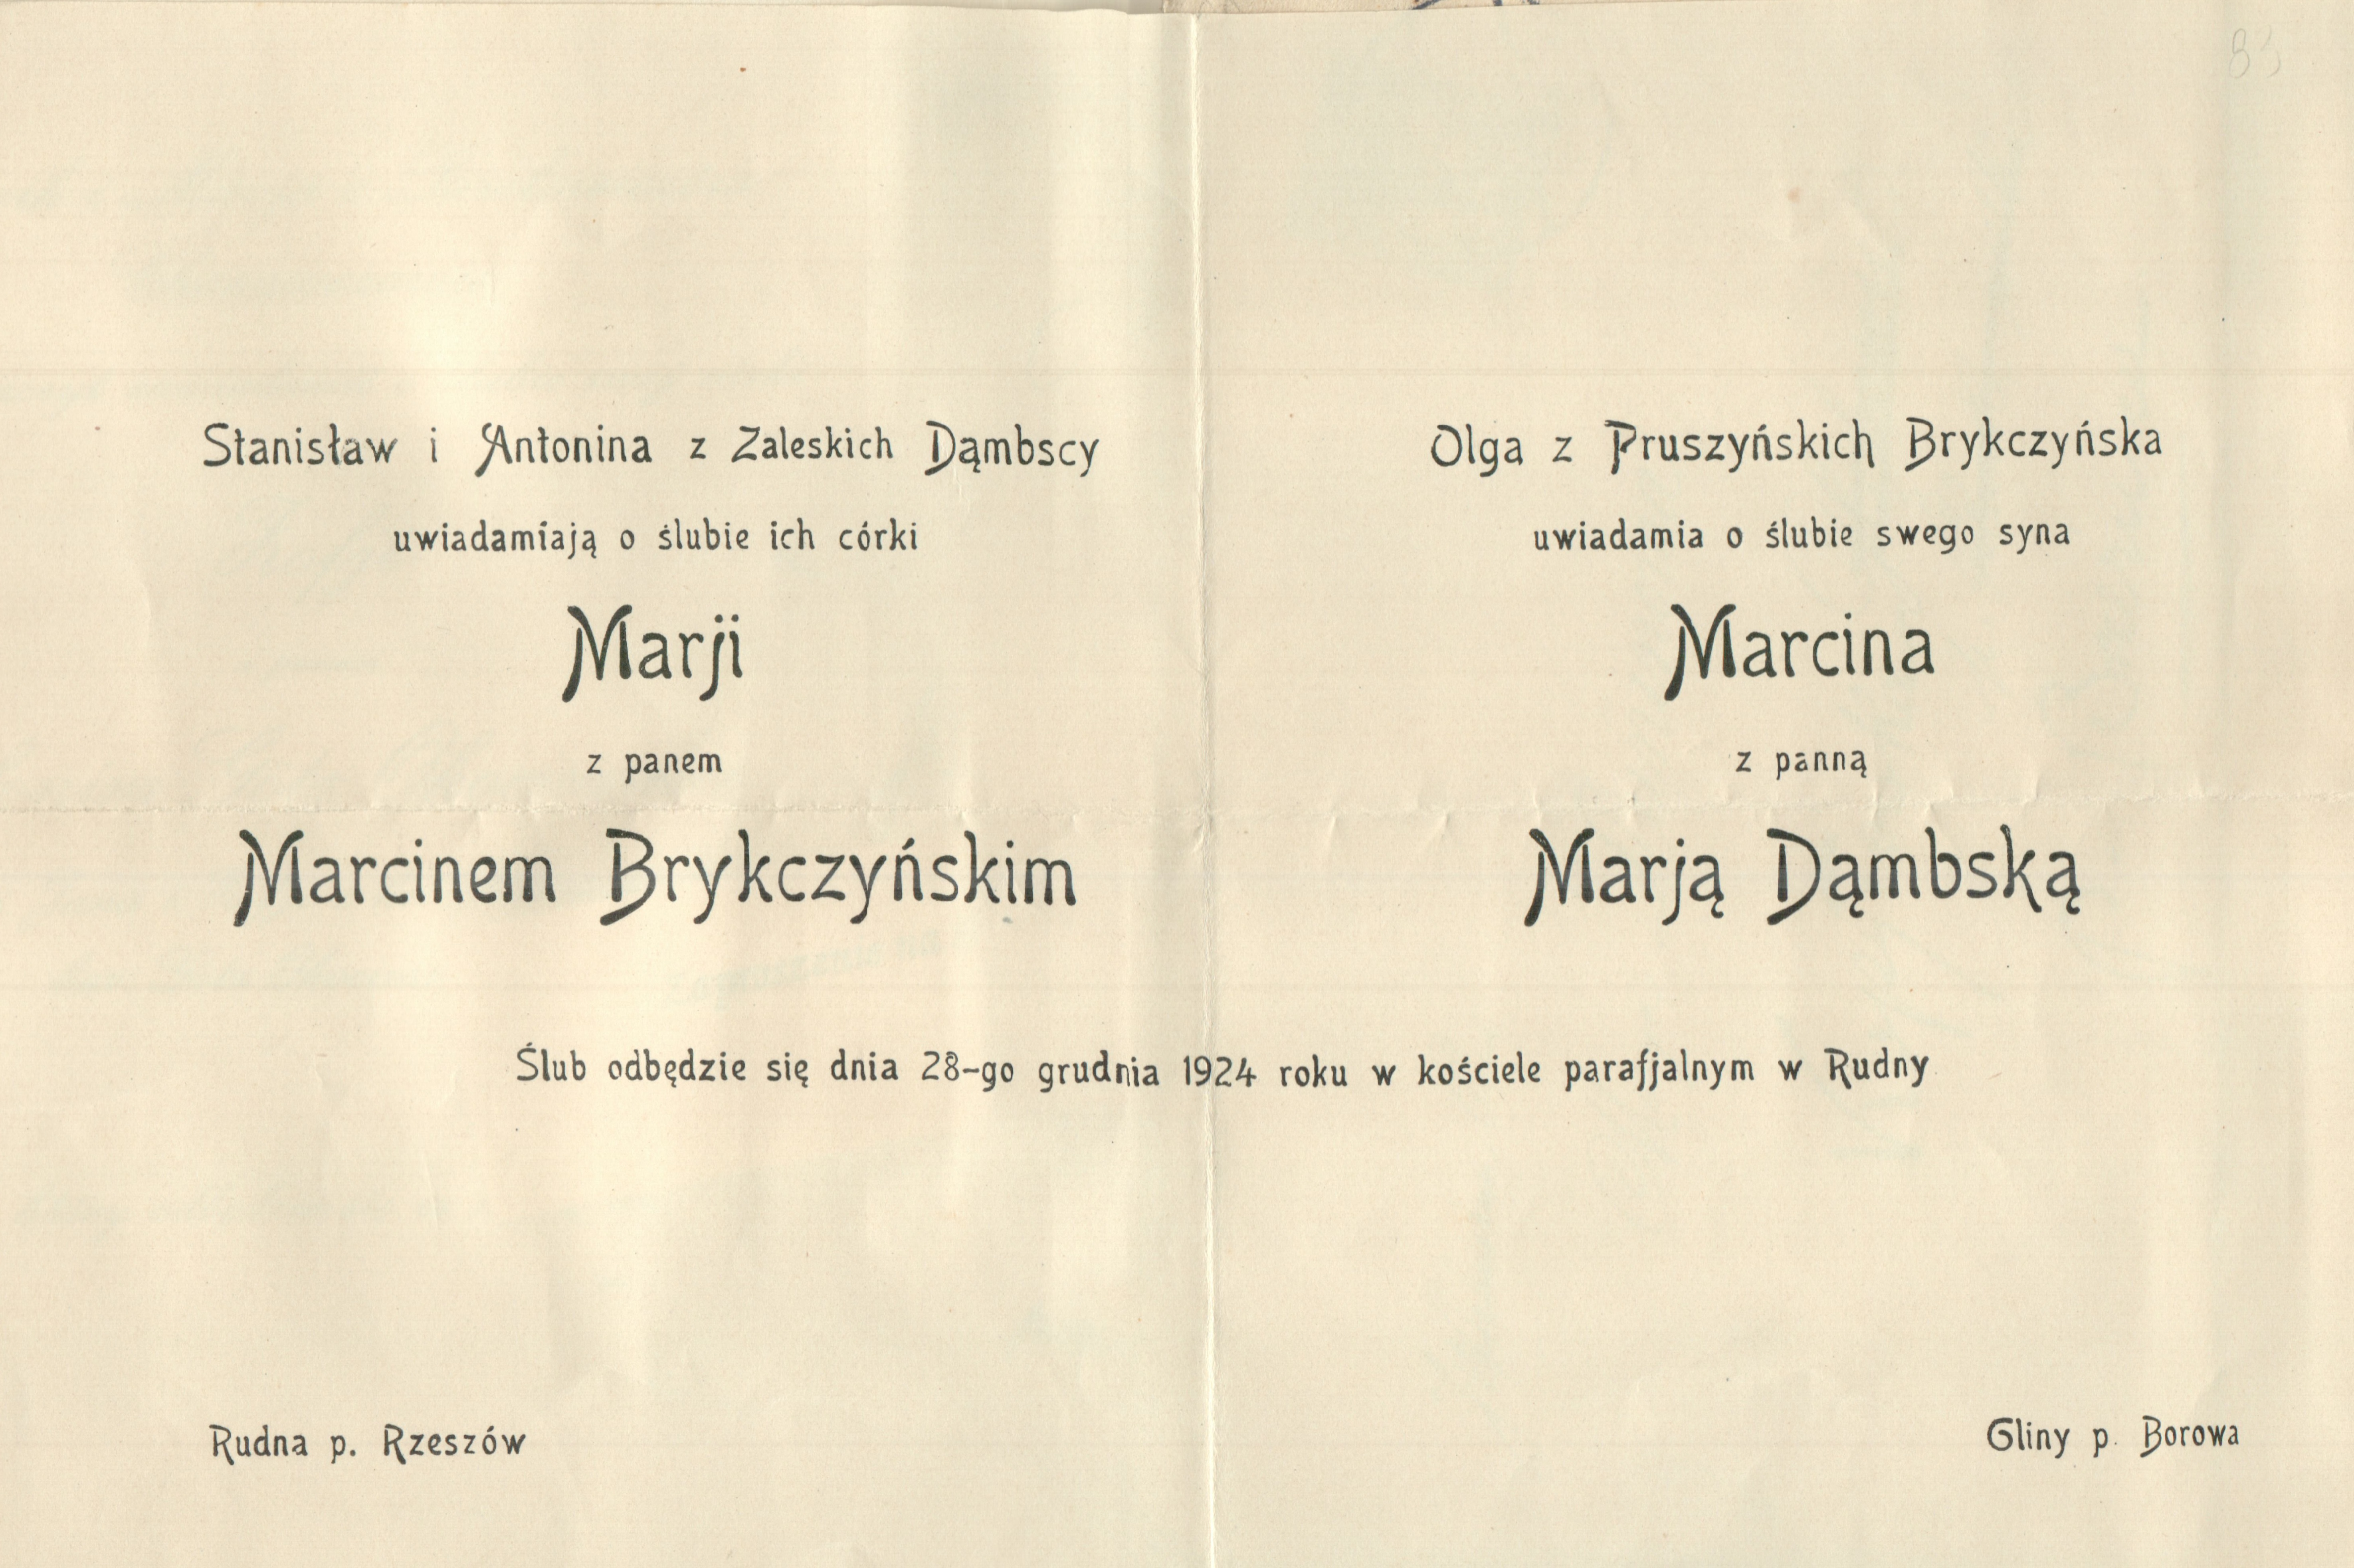 83
Stanisław i Antonina z Zaleskich Dąmbscy
uwiadamiają o ślubie ich córki
Marji
z panem
Marcinem Brykczyńskim
Olga z Pruszyńskich Brykczyńska
uwiadamia o ślubie swego syna
Marcina
z panną
Marją Dąmbską
Ślub odbędzie się dnia 28-go grudnia 1924 roku w kościele parafjalnym w Rudny
Rudna p. Rzeszów
Gliny p. Borowa